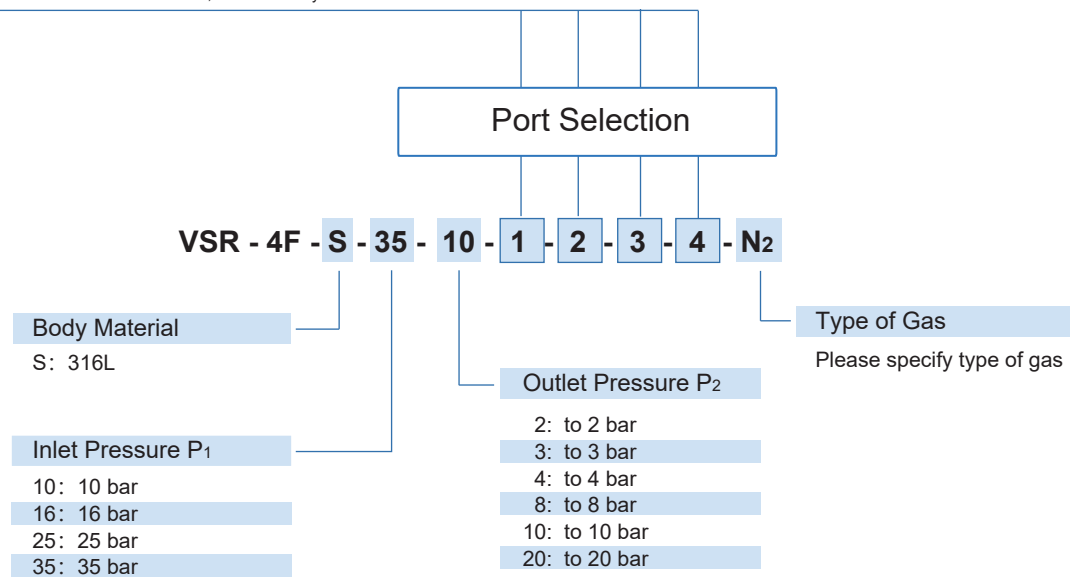 Port Selection
VSR - 4F - S - 35 - 10 - 1 - 2 - 3 - 4 - N2
Body Material
S: 316L
Type of Gas
Please specify type of gas
Outlet Pressure P2
2: to 2 bar
3: to 3 bar
4: to 4 bar
8: to 8 bar
10: to 10 bar
20: to 20 bar
Inlet Pressure P1
10: 10 bar
16: 16 bar
25: 25 bar
35: 35 bar